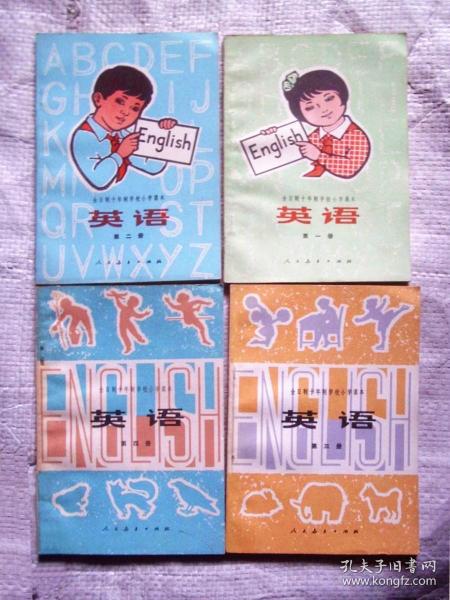 ABCDEF
GH IJ
K
MN OP
QRST
UVWXYZ
English
全日制十年制学校小学课本
英语
第二册
人民教育出版社
English
全日制十年制学校小学课本
英语
第一册
人民教育出版社
ENGLISH
全日制十年制学校小学课本
英语
第四册
人民教育出版社
ENGLISH
全日制十年制学校小学课本
英语
第三册
人民教育出版社
孔夫子旧书网
www.kongfz.com